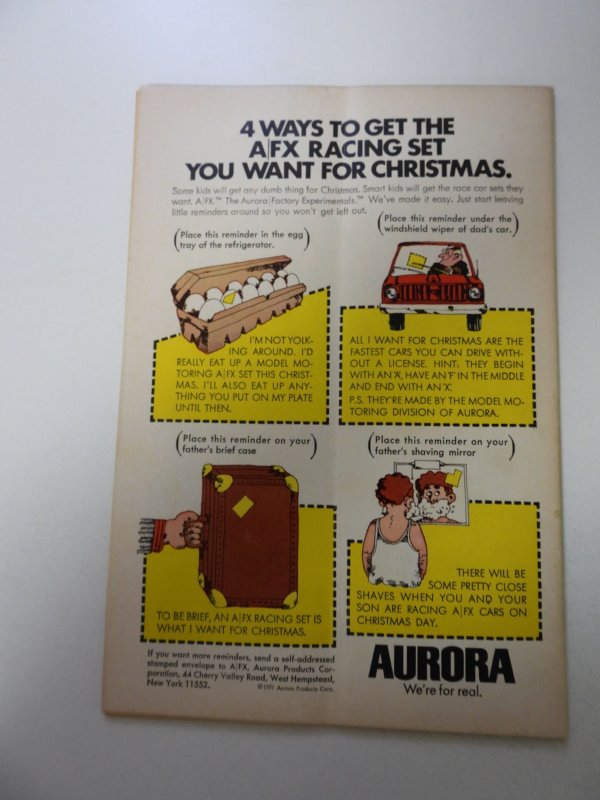 4 WAYS TO GET THE
A|FX RACING SET
YOU WANT FOR CHRISTMAS.
Some kids will get any dumb thing for Christmas. Smart kids will get the race car sets they
want. A|FX.™ The Aurora|Factory Experimentals.™ We've made it easy. Just start leaving
little reminders around so you won't get left out.
(Place this reminder in the egg
tray of the refrigerator.)
I'M NOT YOLK-
ING AROUND. I'D
REALLY EAT UP A MODEL MO-
TORING A|FX SET THIS CHRIST-
MAS. I'LL ALSO EAT UP ANY-
THING YOU PUT ON MY PLATE
UNTIL THEN.
(Place this reminder under the
windshield wiper of dad's car.)
ALL I WANT FOR CHRISTMAS ARE THE
FASTEST CARS YOU CAN DRIVE WITH-
OUT A LICENSE. HINT: THEY BEGIN
WITH AN 'A', HAVE AN 'F' IN THE MIDDLE
AND END WITH AN 'X'.
P.S. THEY'RE MADE BY THE MODEL MO-
TORING DIVISION OF AURORA.
(Place this reminder on your
father's brief case)
TO BE BRIEF, AN A|FX RACING SET IS
WHAT I WANT FOR CHRISTMAS.
(Place this reminder on your
father's shaving mirror)
THERE WILL BE
SOME PRETTY CLOSE
SHAVES WHEN YOU AND YOUR
SON ARE RACING A|FX CARS ON
CHRISTMAS DAY.
If you want more reminders, send a self-addressed
stamped envelope to A|FX, Aurora Products Cor-
poration, 44 Cherry Valley Road, West Hempstead,
New York 11552.
©1971 Aurora Products Corp.
AURORA
We're for real.